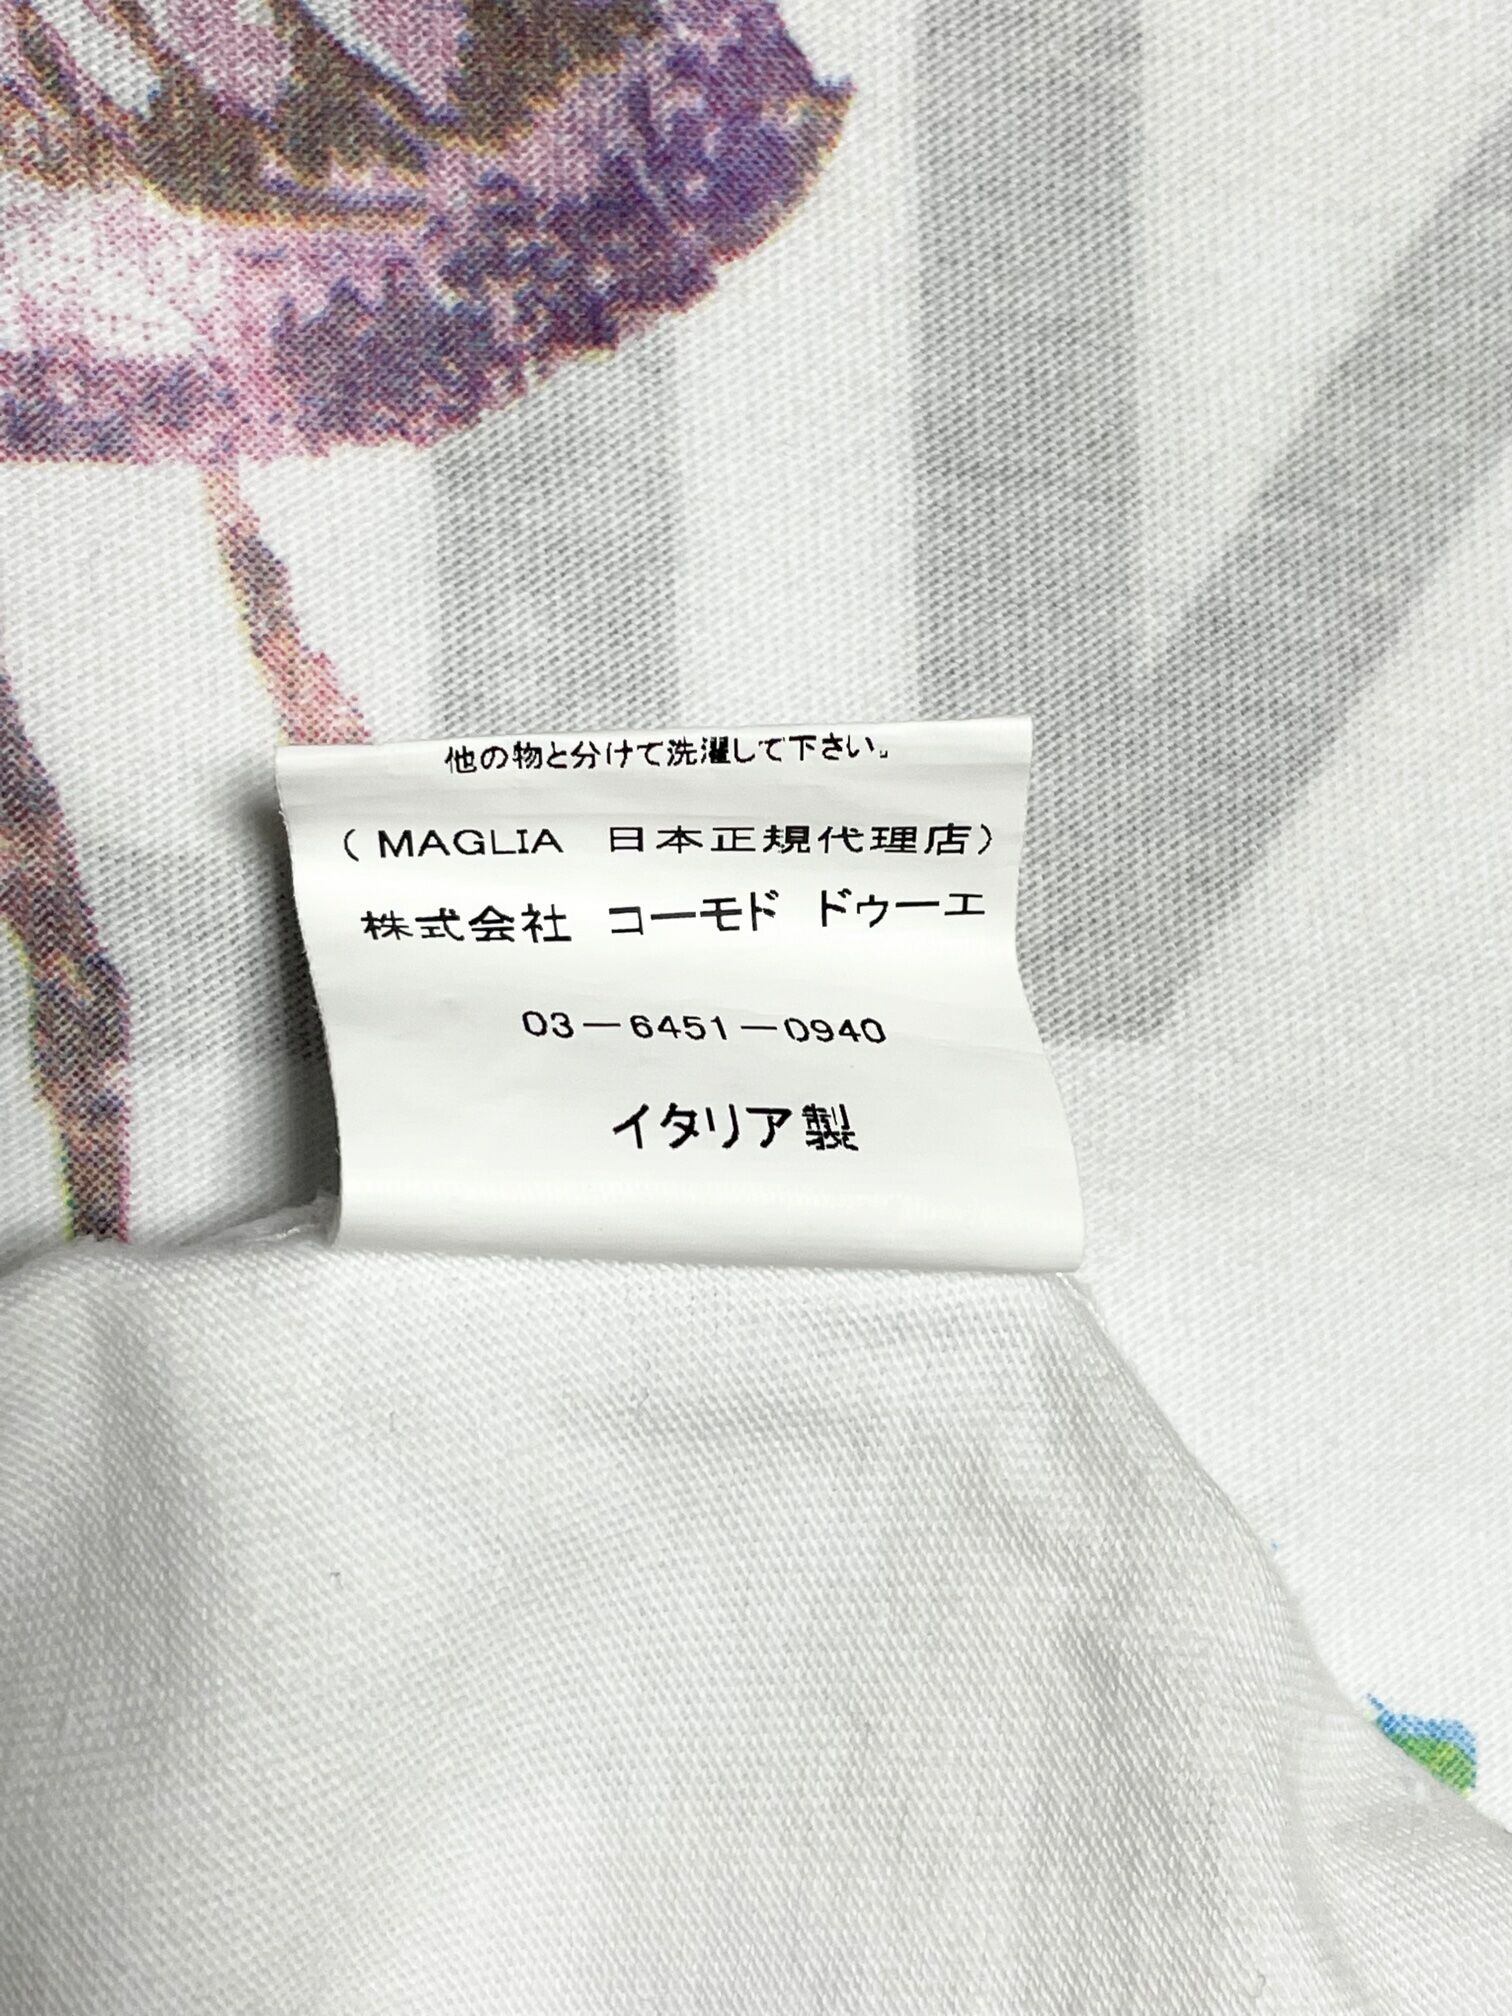 他の物と分けて洗濯して下さい。
( MAGLIA 日本正規代理店)
株式会社 コーモド ドゥーエ
03－6451－0940
イタリア製